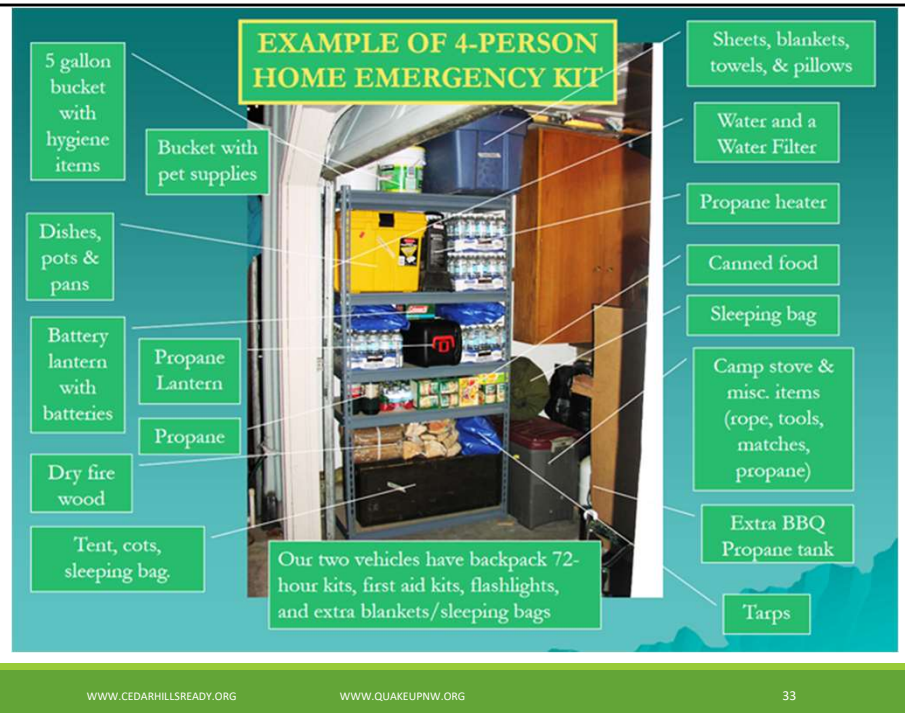 EXAMPLE OF 4-PERSON
HOME EMERGENCY KIT
5 gallon
bucket
with
hygiene
items
Bucket with
pet supplies
Dishes,
pots &
pans
Battery
lantern
with
batteries
Propane
Lantern
Propane
Dry fire
wood
Tent, cots,
sleeping bag.
Sheets, blankets,
towels, & pillows
Water and a
Water Filter
Propane heater
Canned food
Sleeping bag
Camp stove &
misc. items
(rope, tools,
matches,
propane)
Extra BBQ
Propane tank
Tarps
Our two vehicles have backpack 72-
hour kits, first aid kits, flashlights,
and extra blankets/sleeping bags
WWW.CEDARHILLSREADY.ORG
WWW.QUAKEUPNW.ORG
33